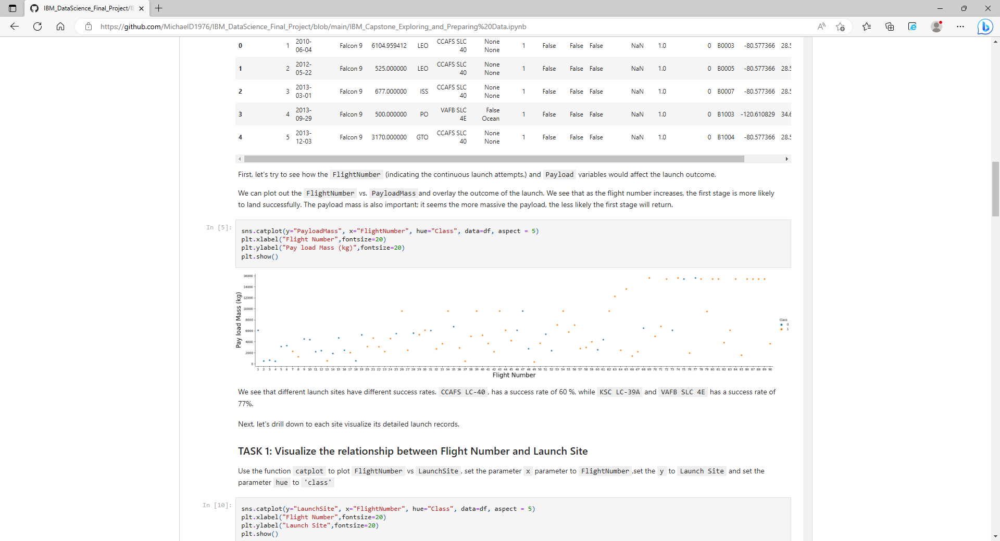 IBM_DataScience_Final_Project/IE
https://github.com/MichaelD1976/IBM_DataScience_Final_Project/blob/main/IBM_Capstone_Exploring_and_Preparing%20Data.ipynb
0 1 2010-06-04 Falcon 9 6104.959412 LEO CCAFS SLC 40 None None 1 False False False NaN 1.0 0 B0003 -80.577366 28.5
1 2 2012-05-22 Falcon 9 525.000000 LEO CCAFS SLC 40 None None 1 False False False NaN 1.0 0 B0005 -80.577366 28.5
2 3 2013-03-01 Falcon 9 677.000000 ISS CCAFS SLC 40 None None 1 False False False NaN 1.0 0 B0007 -80.577366 28.5
3 4 2013-09-29 Falcon 9 500.000000 PO VAFB SLC 4E False Ocean 1 False False False NaN 1.0 0 B1003 -120.610829 34.6
4 5 2013-12-03 Falcon 9 3170.000000 GTO CCAFS SLC 40 None None 1 False False False NaN 1.0 0 B1004 -80.577366 28.5
First, let's try to see how the FlightNumber (indicating the continuous launch attempts.) and Payload variables would affect the launch outcome.
We can plot out the FlightNumber vs. PayloadMass and overlay the outcome of the launch. We see that as the flight number increases, the first stage is more likely
to land successfully. The payload mass is also important; it seems the more massive the payload, the less likely the first stage will return.
In [5]:
sns.catplot(y="PayloadMass", x="FlightNumber", hue="Class", data=df, aspect = 5)
plt.xlabel("Flight Number",fontsize=20)
plt.ylabel("Pay load Mass (kg)",fontsize=20)
plt.show()
Pay load Mass (kg)
16000
14000
12000
10000
8000
6000
4000
2000
0
Class
0
1
1 2 3 4 5 6 7 8 9 10 11 12 13 14 15 16 17 18 19 20 21 22 23 24 25 26 27 28 29 30 31 32 33 34 35 36 37 38 39 40 41 42 43 44 45 46 47 48 49 50 51 52 53 54 55 56 57 58 59 60 61 62 63 64 65 66 67 68 69 70 71 72 73 74 75 76 77 78 79 80 81 82 83 84 85 86 87 88 89 90
Flight Number
We see that different launch sites have different success rates. CCAFS LC-40 , has a success rate of 60 %, while KSC LC-39A and VAFB SLC 4E has a success rate of
77%.
Next, let's drill down to each site visualize its detailed launch records.
TASK 1: Visualize the relationship between Flight Number and Launch Site
Use the function catplot to plot FlightNumber vs LaunchSite , set the parameter x parameter to FlightNumber ,set the y to Launch Site and set the
parameter hue to 'class'
In [10]:
sns.catplot(y="LaunchSite", x="FlightNumber", hue="Class", data=df, aspect = 5)
plt.xlabel("Flight Number",fontsize=20)
plt.ylabel("Launch Site",fontsize=20)
plt.show()